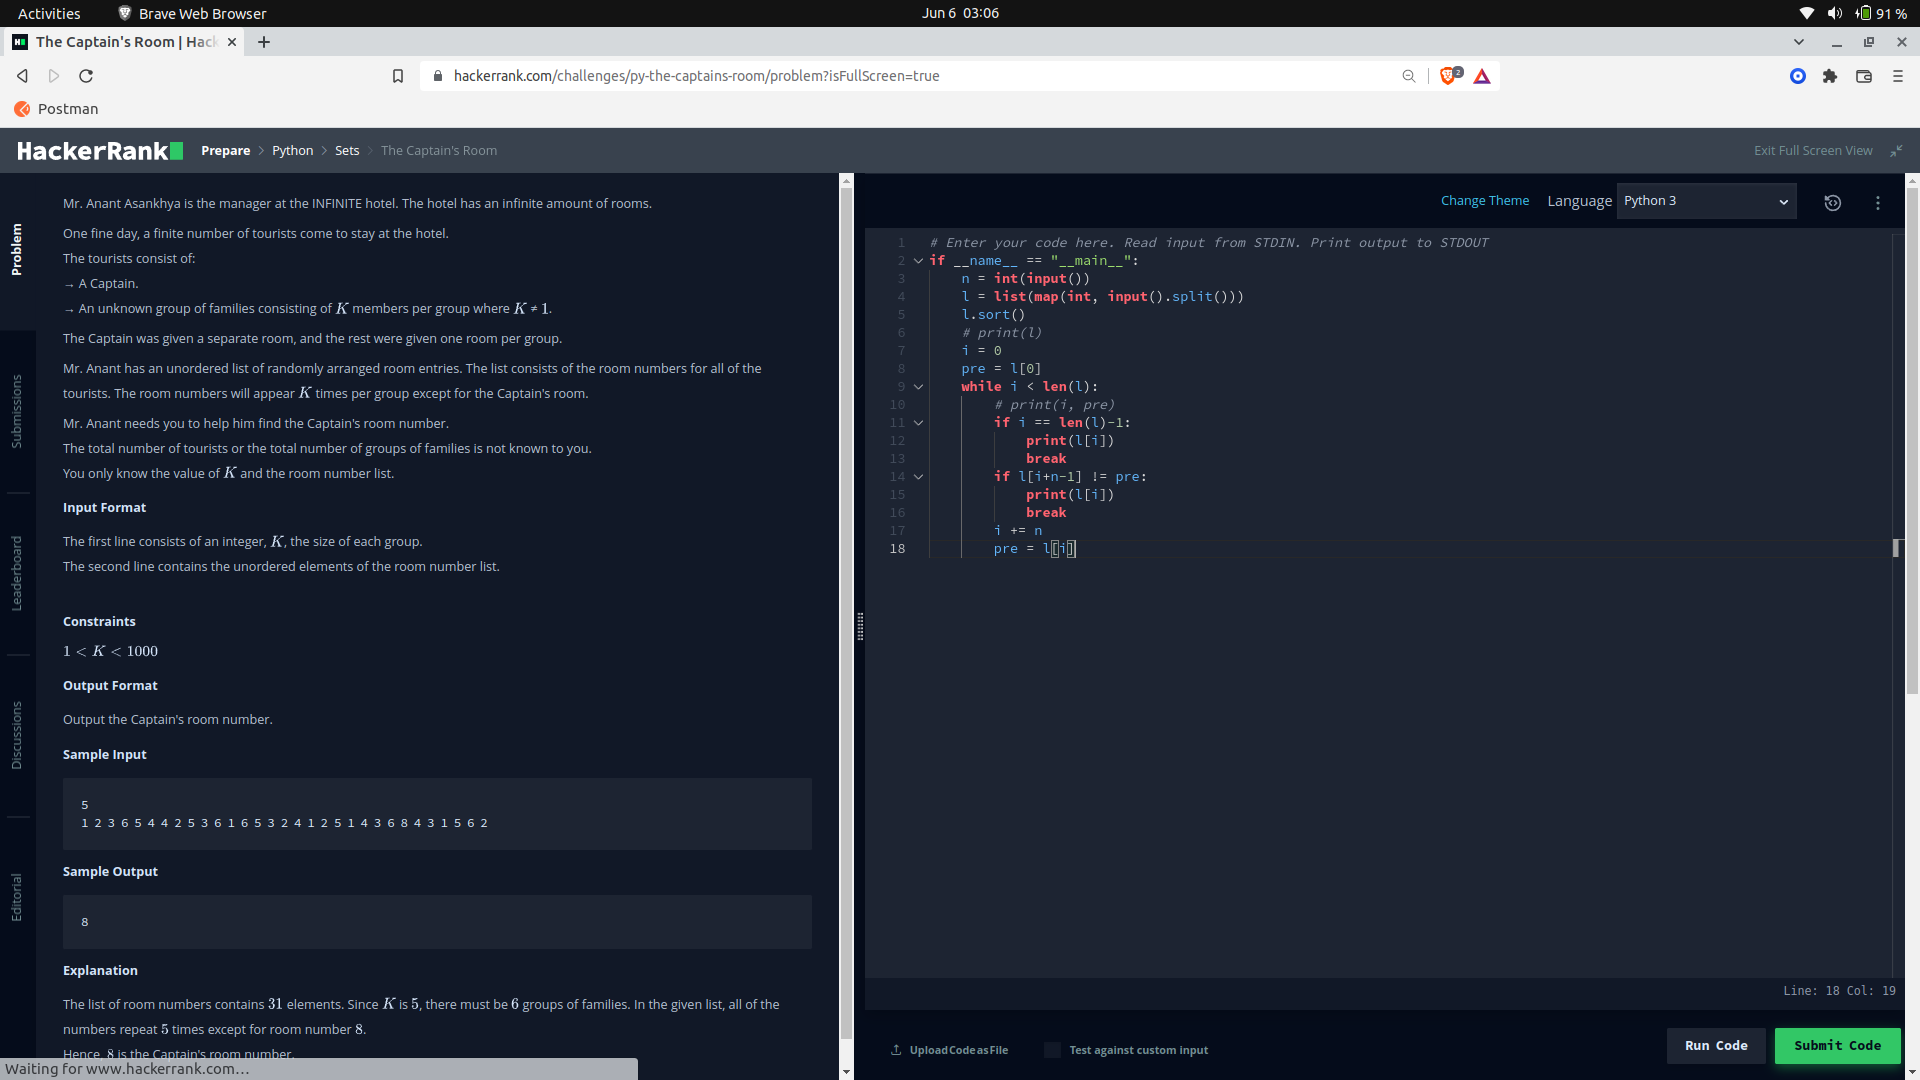 Activities
Brave Web Browser
Jun 6 03:06
91 %
The Captain's Room | Hac
Postman
hackerrank.com/challenges/py-the-captains-room/problem?isFullScreen=true
2
HackerRank
Prepare > Python > Sets > The Captain's Room
Exit Full Screen View
Problem
Submissions
Leaderboard
Discussions
Editorial
Mr. Anant Asankhya is the manager at the INFINITE hotel. The hotel has an infinite amount of rooms.
One fine day, a finite number of tourists come to stay at the hotel.
The tourists consist of:
→ A Captain.
→ An unknown group of families consisting of K members per group where K ≠ 1.
The Captain was given a separate room, and the rest were given one room per group.
Mr. Anant has an unordered list of randomly arranged room entries. The list consists of the room numbers for all of the
tourists. The room numbers will appear K times per group except for the Captain's room.
Mr. Anant needs you to help him find the Captain's room number.
The total number of tourists or the total number of groups of families is not known to you.
You only know the value of K and the room number list.
Input Format
The first line consists of an integer, K, the size of each group.
The second line contains the unordered elements of the room number list.
Constraints
1 < K < 1000
Output Format
Output the Captain's room number.
Sample Input
5
1 2 3 6 5 4 4 2 5 3 6 1 6 5 3 2 4 1 2 5 1 4 3 6 8 4 3 1 5 6 2
Sample Output
8
Explanation
The list of room numbers contains 31 elements. Since K is 5, there must be 6 groups of families. In the given list, all of the
numbers repeat 5 times except for room number 8.
Hence, 8 is the Captain's room number.
Waiting for www.hackerrank.com…
Change Theme
Language
Python 3
1 # Enter your code here. Read input from STDIN. Print output to STDOUT
2 if __name__ == "__main__":
3 n = int(input())
4 l = list(map(int, input().split()))
5 l.sort()
6 # print(l)
7 i = 0
8 pre = l[0]
9 while i < len(l):
10 # print(i, pre)
11 if i == len(l)-1:
12 print(l[i])
13 break
14 if l[i+n-1] != pre:
15 print(l[i])
16 break
17 i += n
18 pre = l[i]
Line: 18 Col: 19
Upload Code as File
Test against custom input
Run Code
Submit Code